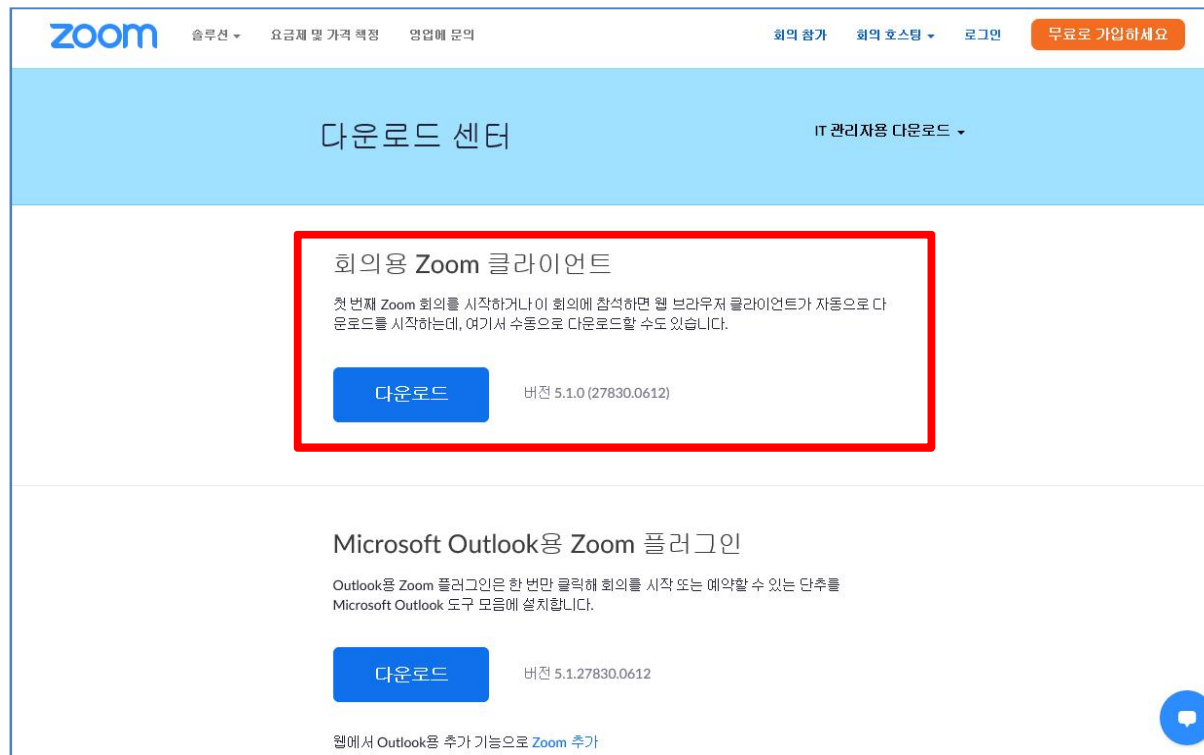 zoom 솔루션 요금제 및 가격 책정 영업에 문의 회의 참가 회의 호스팅 로그인 무료로 가입하세요
다운로드 센터 IT 관리자용 다운로드
회의용 Zoom 클라이언트
첫 번째 Zoom 회의를 시작하거나 이 회의에 참석하면 웹 브라우저 클라이언트가 자동으로 다
운로드를 시작하는데, 여기서 수동으로 다운로드할 수도 있습니다.
다운로드 버전 5.1.0 (27830.0612)
Microsoft Outlook용 Zoom 플러그인
Outlook용 Zoom 플러그인은 한 번만 클릭해 회의를 시작 또는 예약할 수 있는 단추를
Microsoft Outlook 도구 모음에 설치합니다.
다운로드 버전 5.1.27830.0612
웹에서 Outlook용 추가 기능으로 Zoom 추가